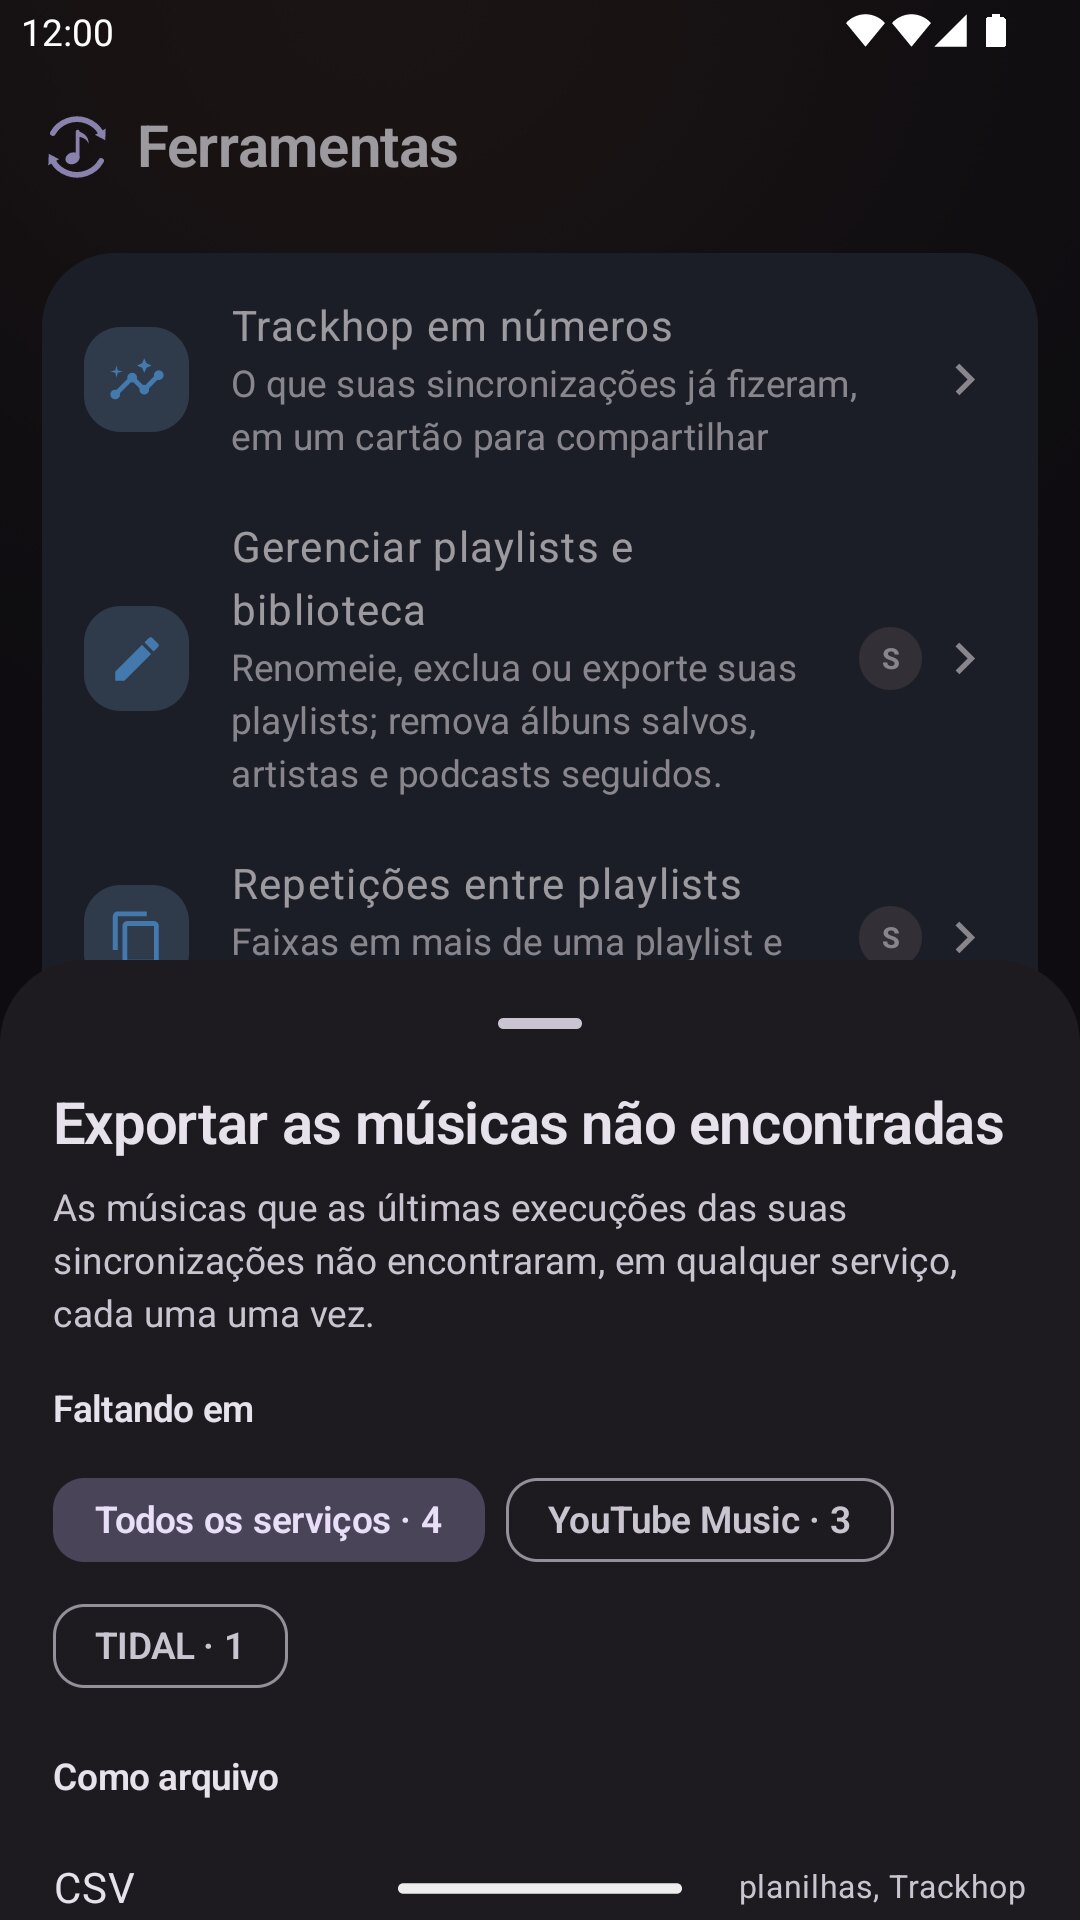 12:00
Ferramentas
Trackhop em números
O que suas sincronizações já fizeram,
em um cartão para compartilhar
Gerenciar playlists e
biblioteca
Renomeie, exclua ou exporte suas
playlists; remova álbuns salvos,
artistas e podcasts seguidos.
S
Repetições entre playlists
Faixas em mais de uma playlist e
S
Exportar as músicas não encontradas
As músicas que as últimas execuções das suas
sincronizações não encontraram, em qualquer serviço,
cada uma uma vez.
Faltando em
Todos os serviços · 4
YouTube Music · 3
TIDAL · 1
Como arquivo
CSV
planilhas, Trackhop